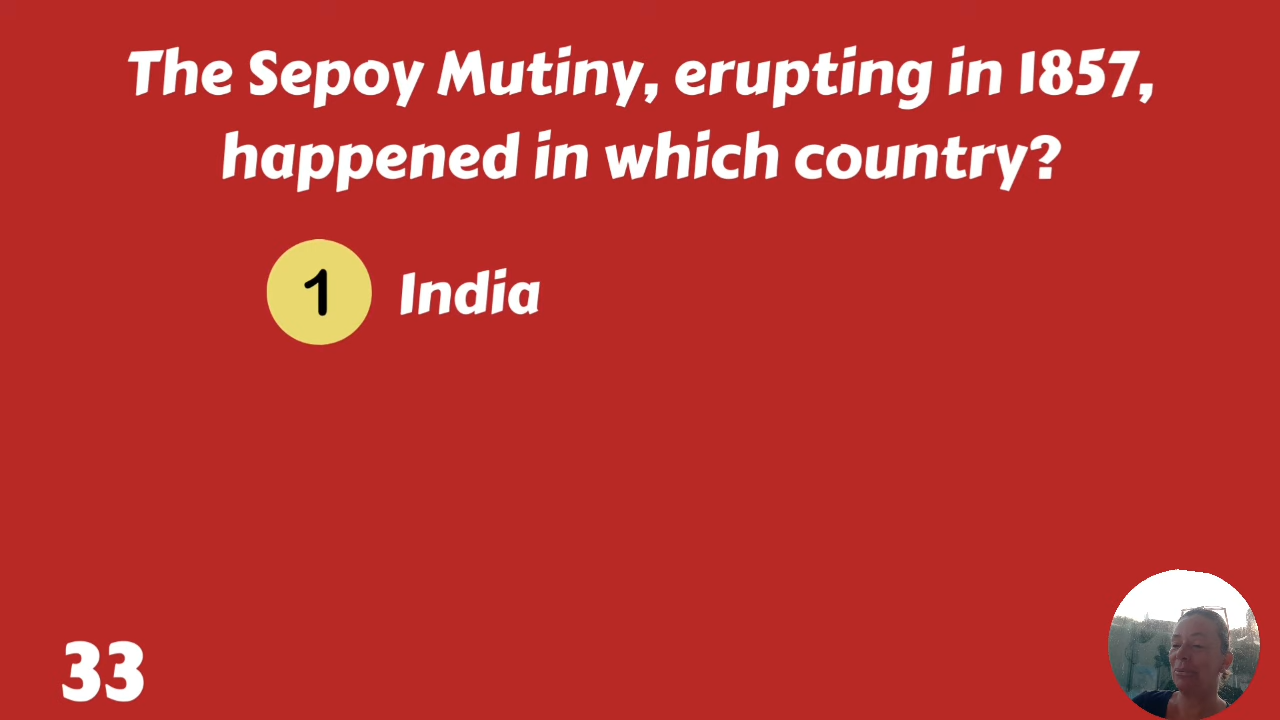 The Sepoy Mutiny, erupting in 1857,
happened in which country?
1 India
33